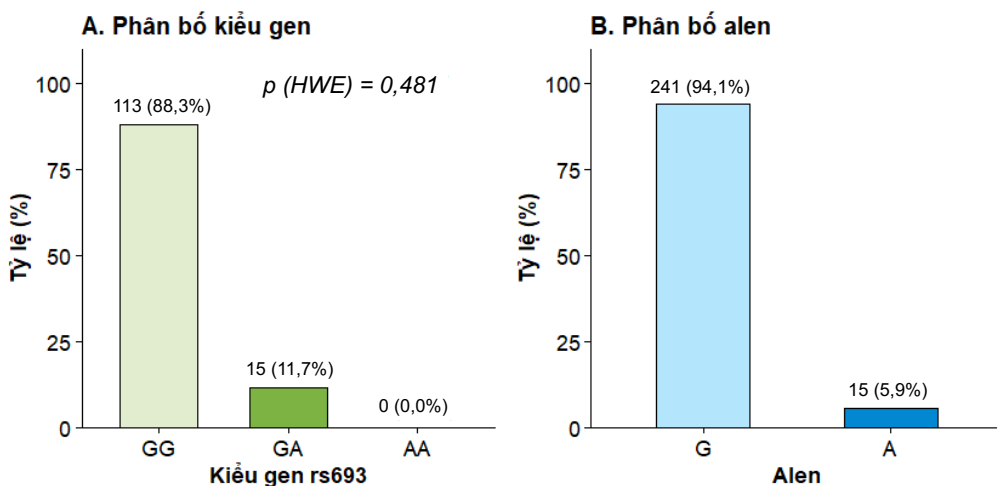 A. Phân bố kiểu gen
p (HWE) = 0,481
Tỷ lệ (%)
100
75
50
25
0
113 (88,3%)
15 (11,7%)
0 (0,0%)
GG
GA
AA
Kiểu gen rs693
B. Phân bố alen
Tỷ lệ (%)
100
75
50
25
0
241 (94,1%)
15 (5,9%)
G
A
Alen